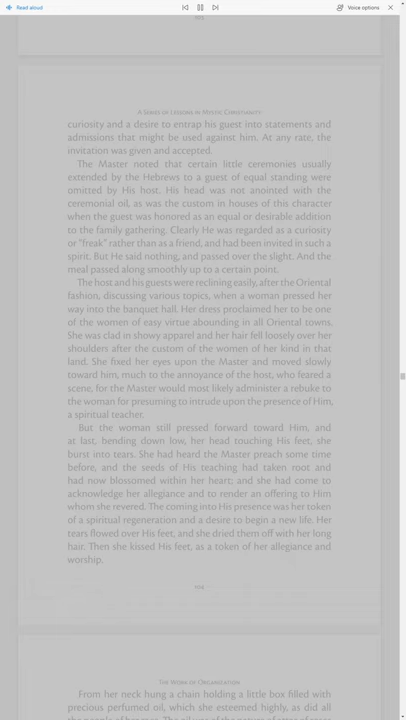 Read aloud
Voice options
A Series of Lessons in Mystic Christianity
curiosity and a desire to entrap his guest into statements and
admissions that might be used against him. At any rate, the
invitation was given and accepted.
The Master noted that certain little ceremonies usually
extended by the Hebrews to a guest of equal standing were
omitted by His host. His head was not anointed with the
ceremonial oil, as was the custom in houses of this character
when the guest was honored as an equal or desirable addition
to the family gathering. Clearly He was regarded as a curiosity
or "freak" rather than as a friend, and had been invited in such a
spirit. But He said nothing, and passed over the slight. And the
meal passed along smoothly up to a certain point.
The host and his guests were reclining easily, after the Oriental
fashion, discussing various topics, when a woman pressed her
way into the banquet hall. Her dress proclaimed her to be one
of the women of easy virtue abounding in all Oriental towns.
She was clad in showy apparel and her hair fell loosely over her
shoulders after the custom of the women of her kind in that
land. She fixed her eyes upon the Master and moved slowly
toward him, much to the annoyance of the host, who feared a
scene, for the Master would most likely administer a rebuke to
the woman for presuming to intrude upon the presence of Him,
a spiritual teacher.
But the woman still pressed forward toward Him, and
at last, bending down low, her head touching His feet, she
burst into tears. She had heard the Master preach some time
before, and the seeds of His teaching had taken root and
had now blossomed within her heart; and she had come to
acknowledge her allegiance and to render an offering to Him
whom she revered. The coming into His presence was her token
of a spiritual regeneration and a desire to begin a new life. Her
tears flowed over His feet, and she dried them off with her long
hair. Then she kissed His feet, as a token of her allegiance and
worship.
The Work of Organization
From her neck hung a chain holding a little box filled with
precious perfumed oil, which she esteemed highly, as did all